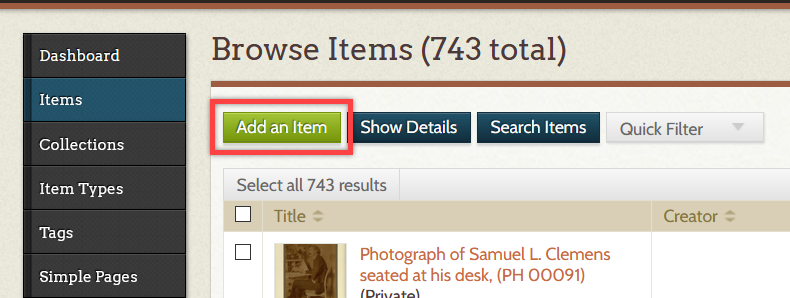 Browse Items (743 total)
Dashboard
Items
Collections
Item Types
Tags
Simple Pages
Add an Item
Show Details
Search Items
Quick Filter
Select all 743 results
Title
Creator
Photograph of Samuel L. Clemens
seated at his desk, (PH 00091)
(Private)